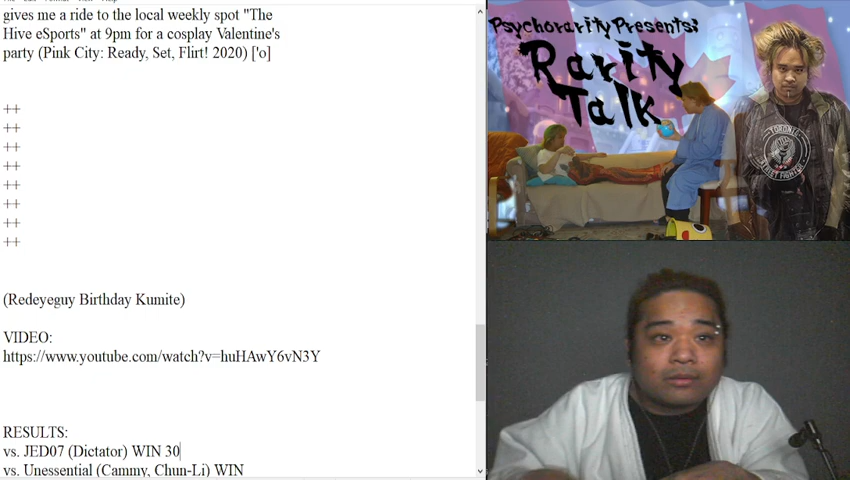 gives me a ride to the local weekly spot "The
Hive eSports" at 9pm for a cosplay Valentine's
party (Pink City: Ready, Set, Flirt! 2020) ['o]
++
++
++
++
++
++
++
++
(Redeyeguy Birthday Kumite)
VIDEO:
https://www.youtube.com/watch?v=huHAwY6vN3Y
RESULTS:
vs. JED07 (Dictator) WIN 30
vs. Unessential (Cammy, Chun-Li) WIN
Psychorarity Presents:
Rarity
Talk
TORONTO
STREET FIGHTER